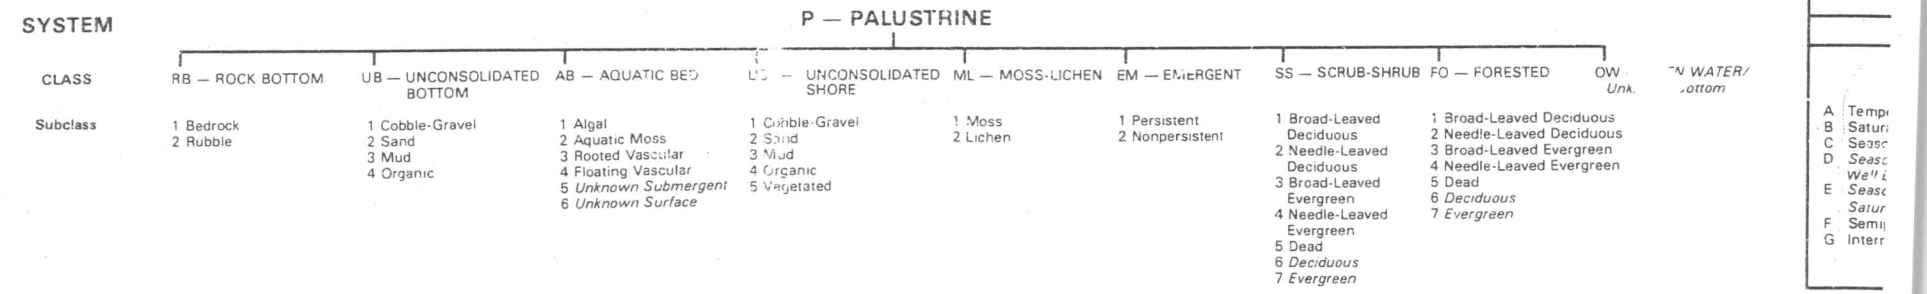 SYSTEM
P — PALUSTRINE
CLASS
RB — ROCK BOTTOM
UB — UNCONSOLIDATED
BOTTOM
AB — AQUATIC BED
— UNCONSOLIDATED
SHORE
ML — MOSS-LICHEN
EM — EMERGENT
SS — SCRUB-SHRUB
FO — FORESTED
OW
WATER/
Subclass
1 Bedrock
2 Rubble
1 Cobble-Gravel
2 Sand
3 Mud
4 Organic
1 Algal
2 Aquatic Moss
3 Rooted Vascular
4 Floating Vascular
5 Unknown Submergent
6 Unknown Surface
1 Cobble-Gravel
2 Sand
3 Mud
4 Organic
5 Vegetated
1 Moss
2 Lichen
1 Persistent
2 Nonpersistent
1 Broad-Leaved
Deciduous
2 Needle-Leaved
Deciduous
3 Broad-Leaved
Evergreen
4 Needle-Leaved
Evergreen
5 Dead
6 Deciduous
7 Evergreen
1 Broad-Leaved Deciduous
2 Needle-Leaved Deciduous
3 Broad-Leaved Evergreen
4 Needle-Leaved Evergreen
5 Dead
6 Deciduous
7 Evergreen
A
B
C
D
E
F
G